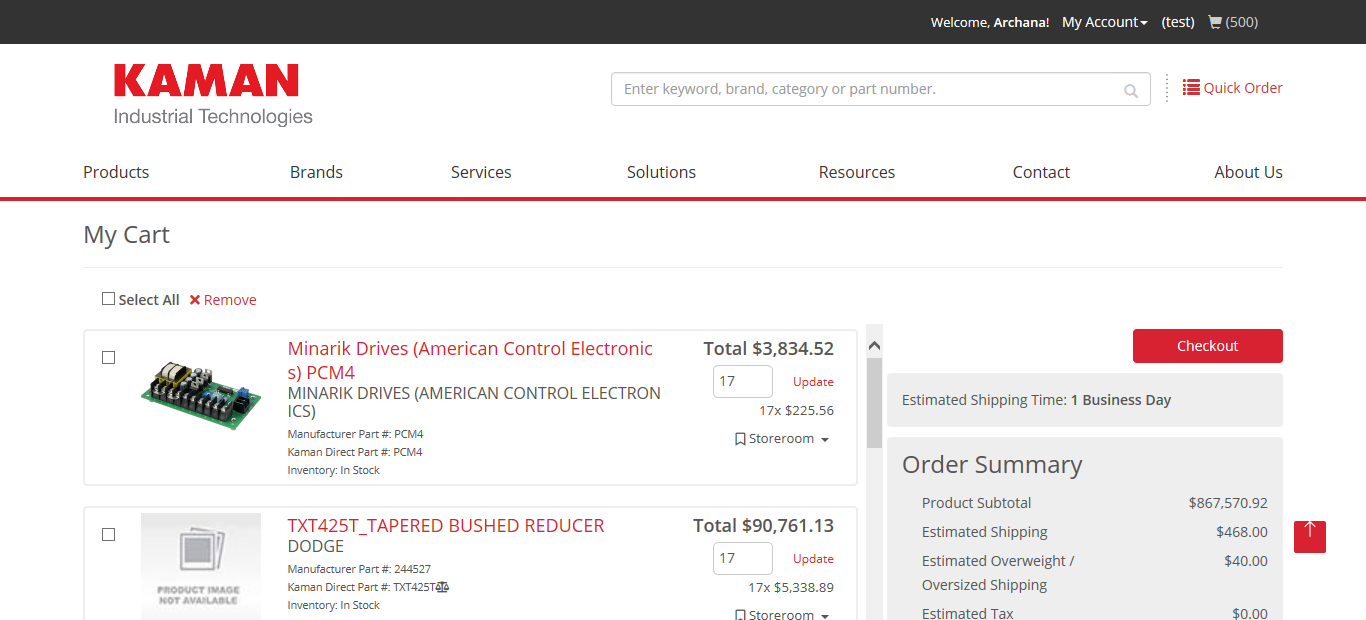 Welcome, Archana! My Account (test) (500)
KAMAN
Industrial Technologies
Enter keyword, brand, category or part number.
Quick Order
Products Brands Services Solutions Resources Contact About Us
My Cart
Select All Remove
Minarik Drives (American Control Electronic
s) PCM4
MINARIK DRIVES (AMERICAN CONTROL ELECTRON
ICS)
Manufacturer Part #: PCM4
Kaman Direct Part #: PCM4
Inventory: In Stock
Total $3,834.52
17 Update
17x $225.56
Storeroom
PRODUCT IMAGE
NOT AVAILABLE
TXT425T_TAPERED BUSHED REDUCER
DODGE
Manufacturer Part #: 244527
Kaman Direct Part #: TXT425T
Inventory: In Stock
Total $90,761.13
17 Update
17x $5,338.89
Storeroom
Checkout
Estimated Shipping Time: 1 Business Day
Order Summary
Product Subtotal $867,570.92
Estimated Shipping $468.00
Estimated Overweight / $40.00
Oversized Shipping
Estimated Tax $0.00